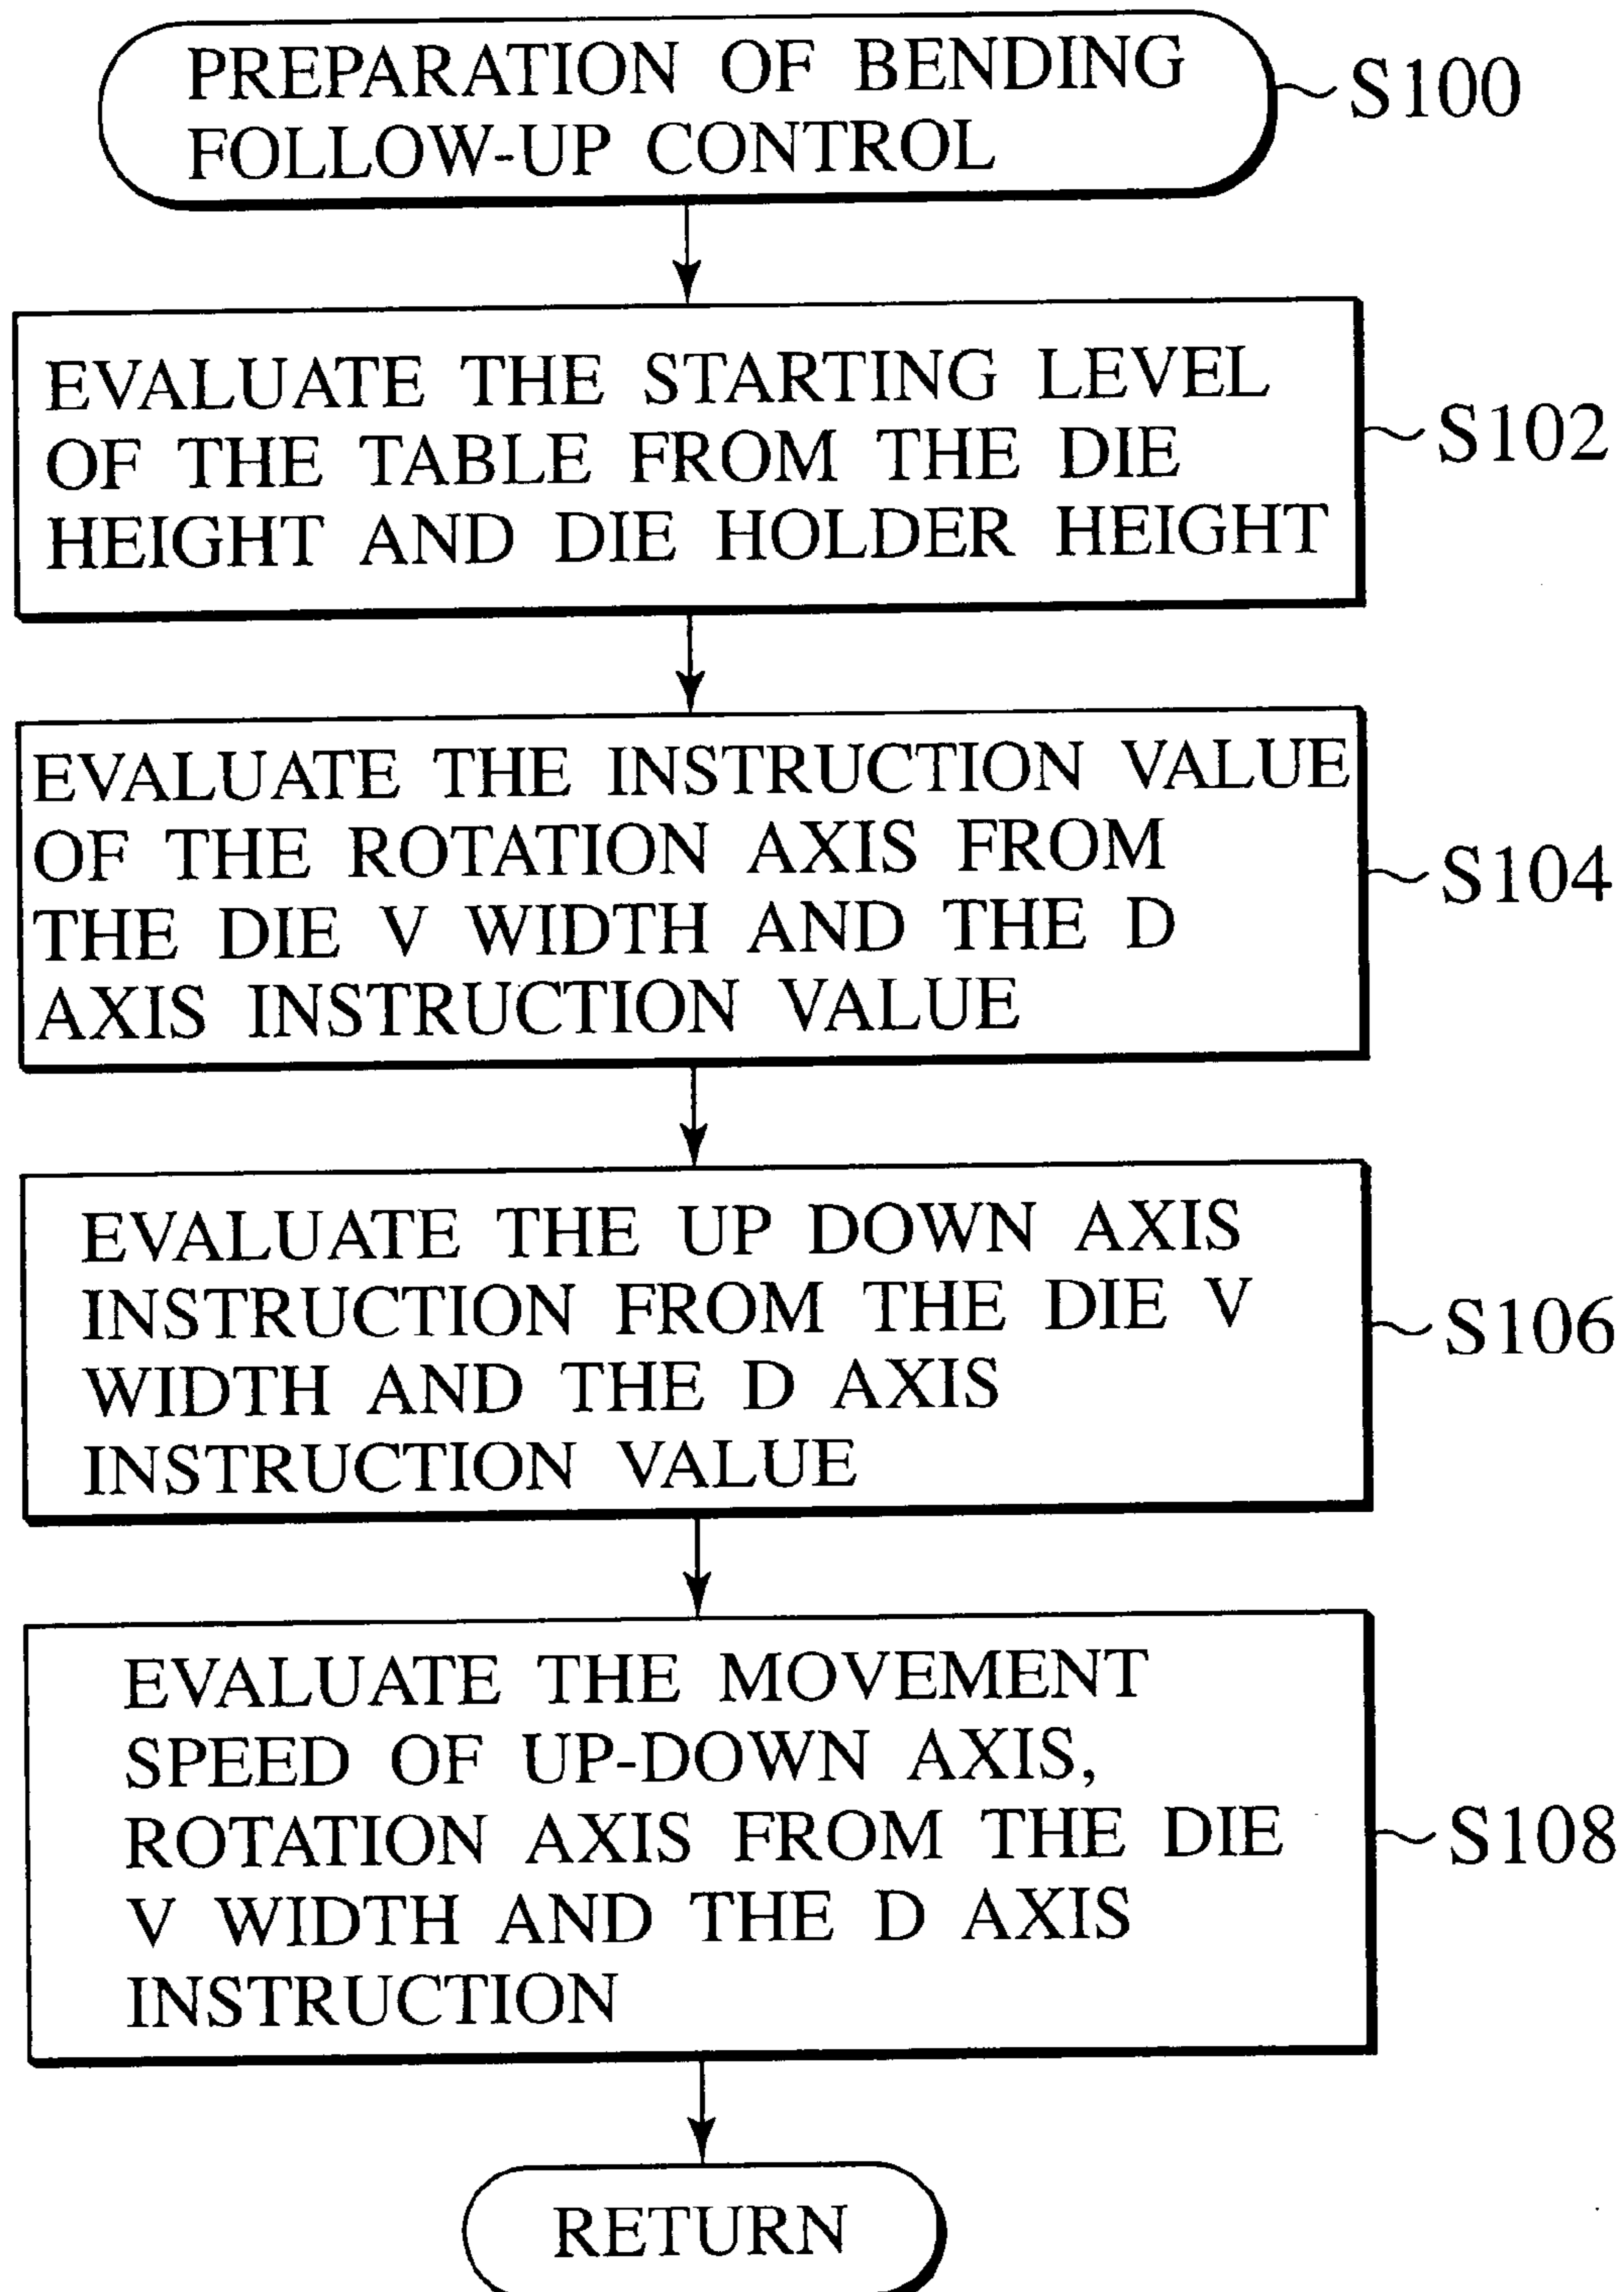 PREPARATION OF BENDING
FOLLOW-UP CONTROL
S100
EVALUATE THE STARTING LEVEL
OF THE TABLE FROM THE DIE
HEIGHT AND DIE HOLDER HEIGHT
S102
EVALUATE THE INSTRUCTION VALUE
OF THE ROTATION AXIS FROM
THE DIE V WIDTH AND THE D
AXIS INSTRUCTION VALUE
S104
EVALUATE THE UP DOWN AXIS
INSTRUCTION FROM THE DIE V
WIDTH AND THE D AXIS
INSTRUCTION VALUE
S106
EVALUATE THE MOVEMENT
SPEED OF UP-DOWN AXIS,
ROTATION AXIS FROM THE DIE
V WIDTH AND THE D AXIS
INSTRUCTION
S108
RETURN